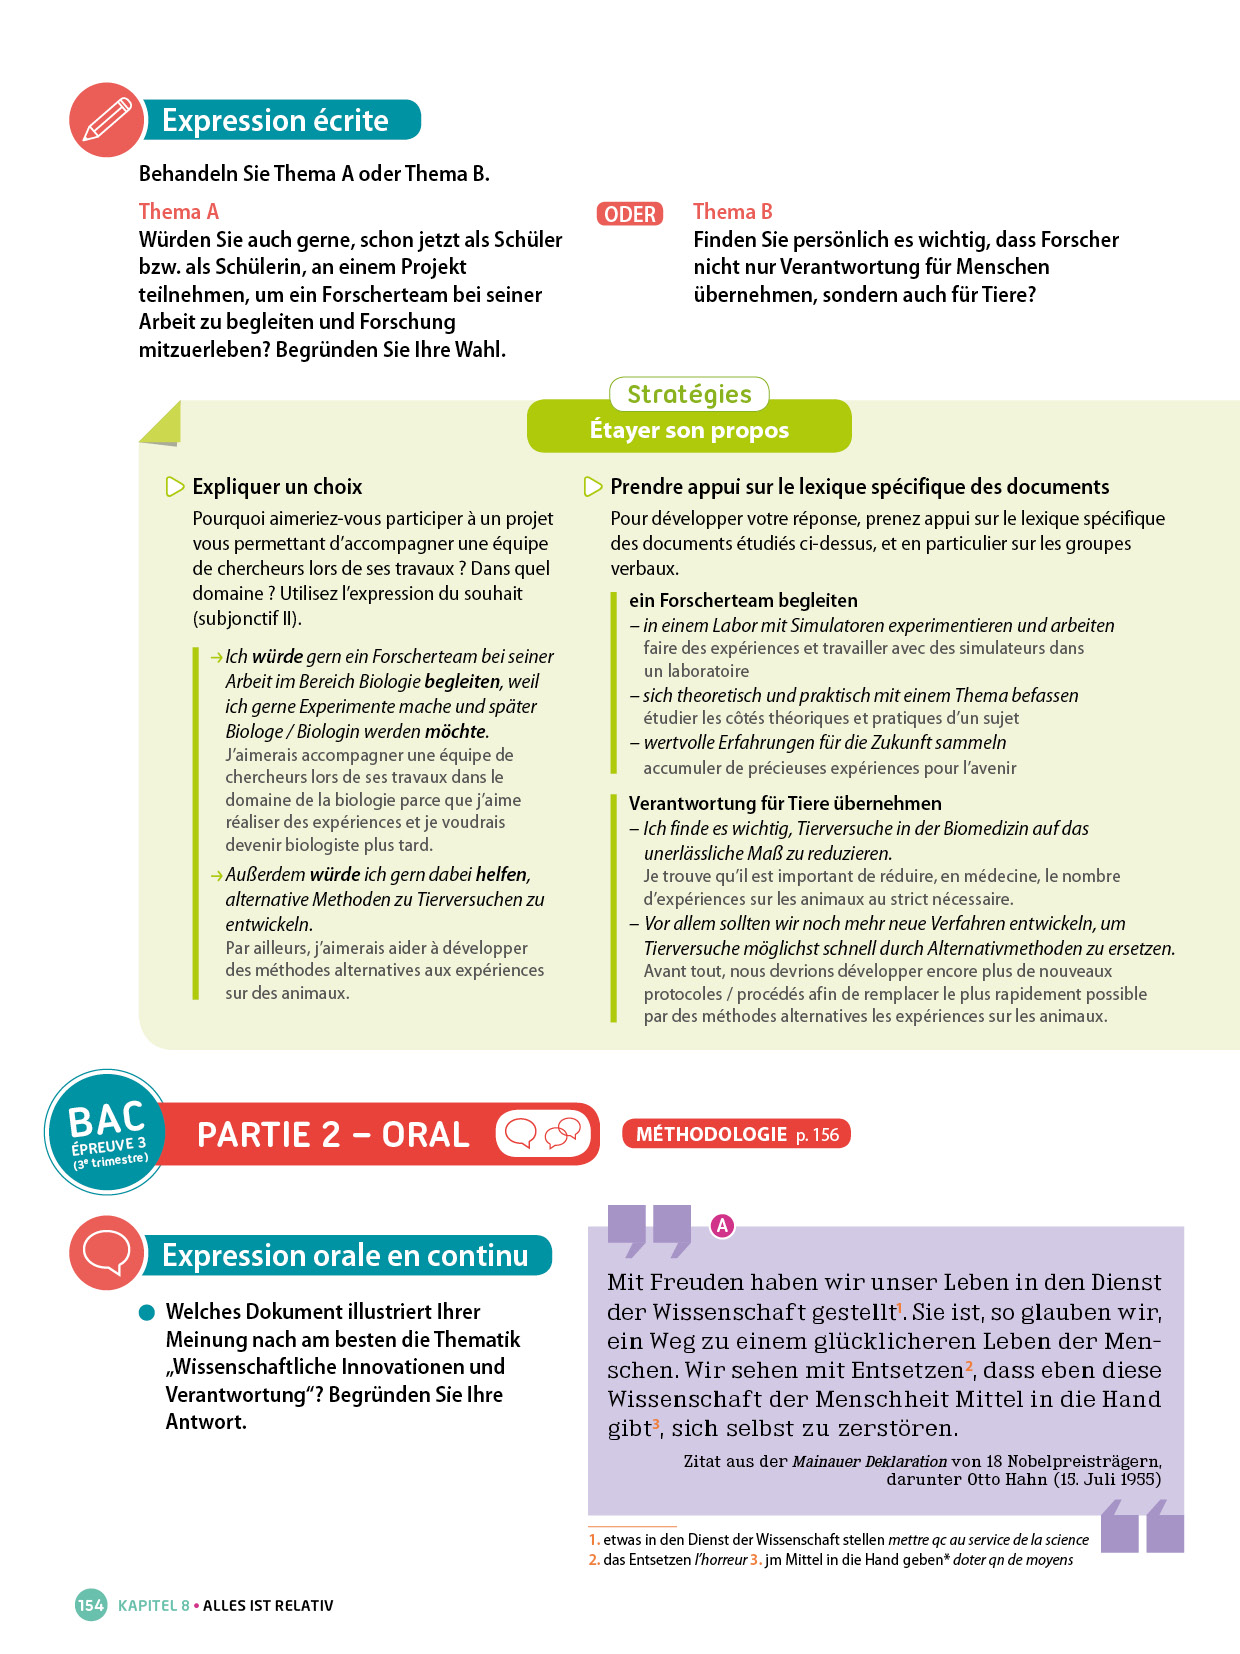 Expression écrite
Behandeln Sie Thema A oder Thema B.
Thema A
Würden Sie auch gerne, schon jetzt als Schüler
bzw. als Schülerin, an einem Projekt
teilnehmen, um ein Forscherteam bei seiner
Arbeit zu begleiten und Forschung
mitzuerleben? Begründen Sie Ihre Wahl.
ODER
Thema B
Finden Sie persönlich es wichtig, dass Forscher
nicht nur Verantwortung für Menschen
übernehmen, sondern auch für Tiere?
Stratégies
Étayer son propos
Expliquer un choix
Pourquoi aimeriez-vous participer à un projet
vous permettant d’accompagner une équipe
de chercheurs lors de ses travaux ? Dans quel
domaine ? Utilisez l’expression du souhait
(subjonctif II).
→ Ich würde gern ein Forscherteam bei seiner
Arbeit im Bereich Biologie begleiten, weil
ich gerne Experimente mache und später
Biologe / Biologin werden möchte.
J’aimerais accompagner une équipe de
chercheurs lors de ses travaux dans le
domaine de la biologie parce que j’aime
réaliser des expériences et je voudrais
devenir biologiste plus tard.
→ Außerdem würde ich gern dabei helfen,
alternative Methoden zu Tierversuchen zu
entwickeln.
Par ailleurs, j’aimerais aider à développer
des méthodes alternatives aux expériences
sur des animaux.
Prendre appui sur le lexique spécifique des documents
Pour développer votre réponse, prenez appui sur le lexique spécifique
des documents étudiés ci-dessus, et en particulier sur les groupes
verbaux.
ein Forscherteam begleiten
– in einem Labor mit Simulatoren experimentieren und arbeiten
faire des expériences et travailler avec des simulateurs dans
un laboratoire
– sich theoretisch und praktisch mit einem Thema befassen
étudier les côtés théoriques et pratiques d’un sujet
– wertvolle Erfahrungen für die Zukunft sammeln
accumuler de précieuses expériences pour l’avenir
Verantwortung für Tiere übernehmen
– Ich finde es wichtig, Tierversuche in der Biomedizin auf das
unerlässliche Maß zu reduzieren.
Je trouve qu’il est important de réduire, en médecine, le nombre
d’expériences sur les animaux au strict nécessaire.
– Vor allem sollten wir noch mehr neue Verfahren entwickeln, um
Tierversuche möglichst schnell durch Alternativmethoden zu ersetzen.
Avant tout, nous devrions développer encore plus de nouveaux
protocoles / procédés afin de remplacer le plus rapidement possible
par des méthodes alternatives les expériences sur les animaux.
BAC
ÉPREUVE 3
(3e trimestre)
PARTIE 2 – ORAL
MÉTHODOLOGIE p. 156
Expression orale en continu
Welches Dokument illustriert Ihrer
Meinung nach am besten die Thematik
„Wissenschaftliche Innovationen und
Verantwortung“? Begründen Sie Ihre
Antwort.
A
Mit Freuden haben wir unser Leben in den Dienst
der Wissenschaft gestellt1. Sie ist, so glauben wir,
ein Weg zu einem glücklicheren Leben der Men-
schen. Wir sehen mit Entsetzen2, dass eben diese
Wissenschaft der Menschheit Mittel in die Hand
gibt3, sich selbst zu zerstören.
Zitat aus der Mainauer Deklaration von 18 Nobelpreisträgern,
darunter Otto Hahn (15. Juli 1955)
1. etwas in den Dienst der Wissenschaft stellen mettre qc au service de la science
2. das Entsetzen l’horreur 3. jm Mittel in die Hand geben* doter qn de moyens
154 KAPITEL 8 • ALLES IST RELATIV